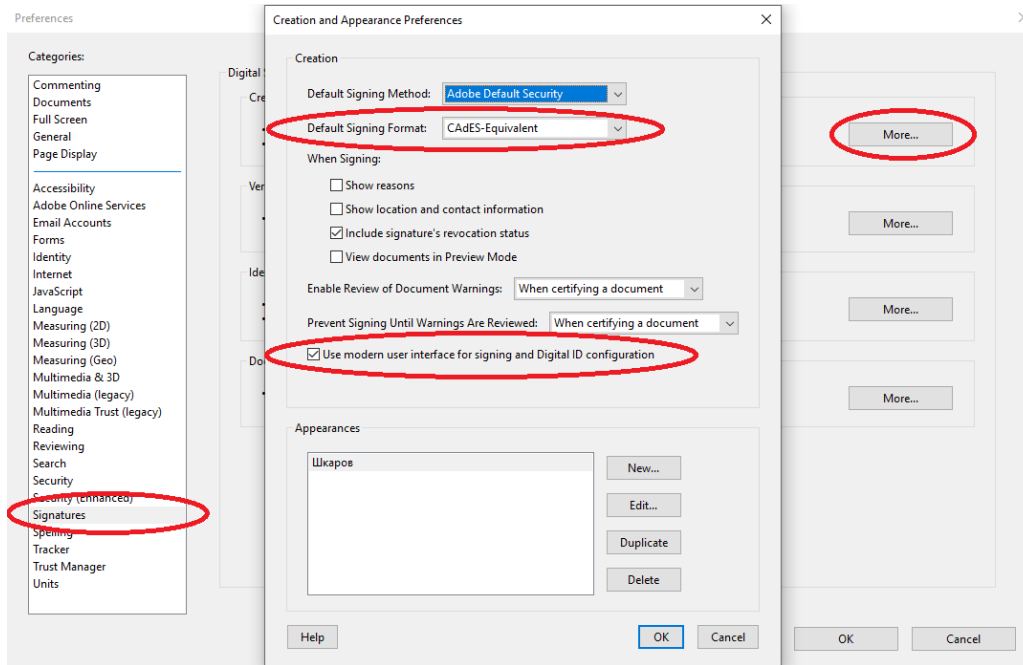 Preferences
Categories:
Commenting
Documents
Full Screen
General
Page Display
Accessibility
Adobe Online Services
Email Accounts
Forms
Identity
Internet
JavaScript
Language
Measuring (2D)
Measuring (3D)
Measuring (Geo)
Multimedia & 3D
Multimedia (legacy)
Multimedia Trust (legacy)
Reading
Reviewing
Search
Security
Security (Enhanced)
Signatures
Spelling
Tracker
Trust Manager
Units
Digital
Cre
Ver
Ide
Do
Creation and Appearance Preferences
Creation
Default Signing Method: Adobe Default Security
Default Signing Format: CAdES-Equivalent
When Signing:
Show reasons
Show location and contact information
Include signature's revocation status
View documents in Preview Mode
Enable Review of Document Warnings: When certifying a document
Prevent Signing Until Warnings Are Reviewed: When certifying a document
Use modern user interface for signing and Digital ID configuration
Appearances
Шкаров
New...
Edit...
Duplicate
Delete
Help
OK
Cancel
More...
More...
More...
More...
OK
Cancel